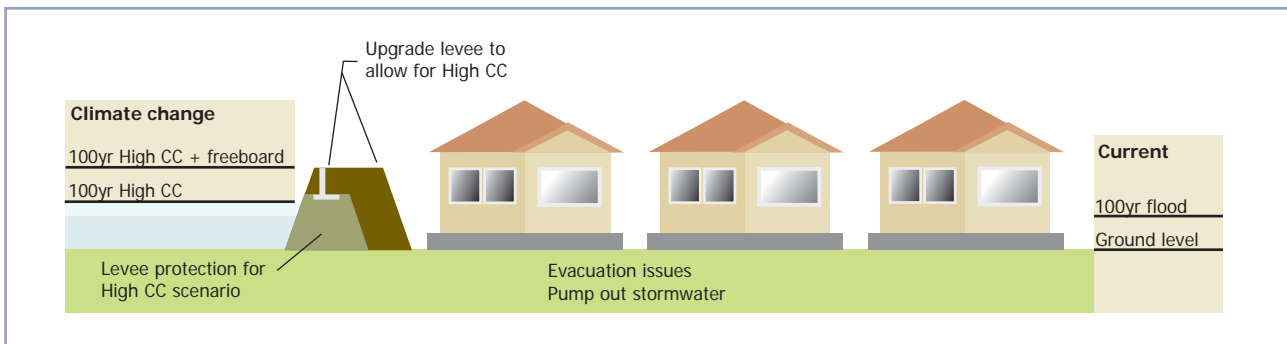 Upgrade levee to
allow for High CC
Climate change
100yr High CC + freeboard
100yr High CC
Current
100yr flood
Ground level
Levee protection for
High CC scenario
Evacuation issues
Pump out stormwater